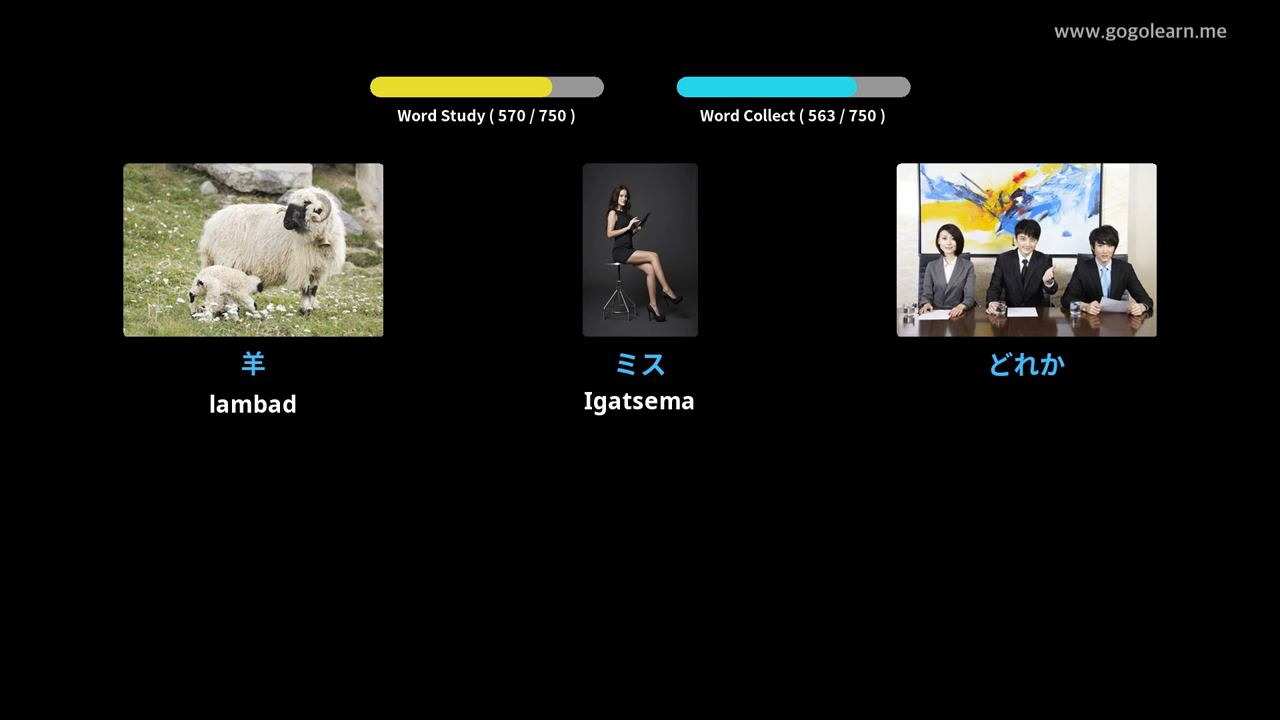 www.gogolearn.me
Word Study ( 570 / 750 )
Word Collect ( 563 / 750 )
羊
ミス
どれか
lambad
Igatsema